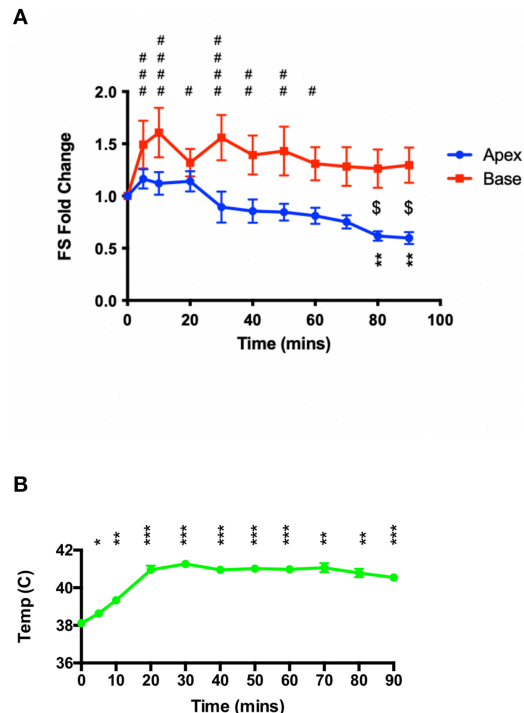 A
# #
# # #
# # # # #
# # # # # # #
2.0
1.5
1.0
0.5
0.0
FS Fold Change
Apex
Base
$ $
** **
0 20 40 60 80 100
Time (mins)
B
* ** *** *** *** *** *** ** ** ***
42
40
38
36
Temp (C)
0 10 20 30 40 50 60 70 80 90
Time (mins)